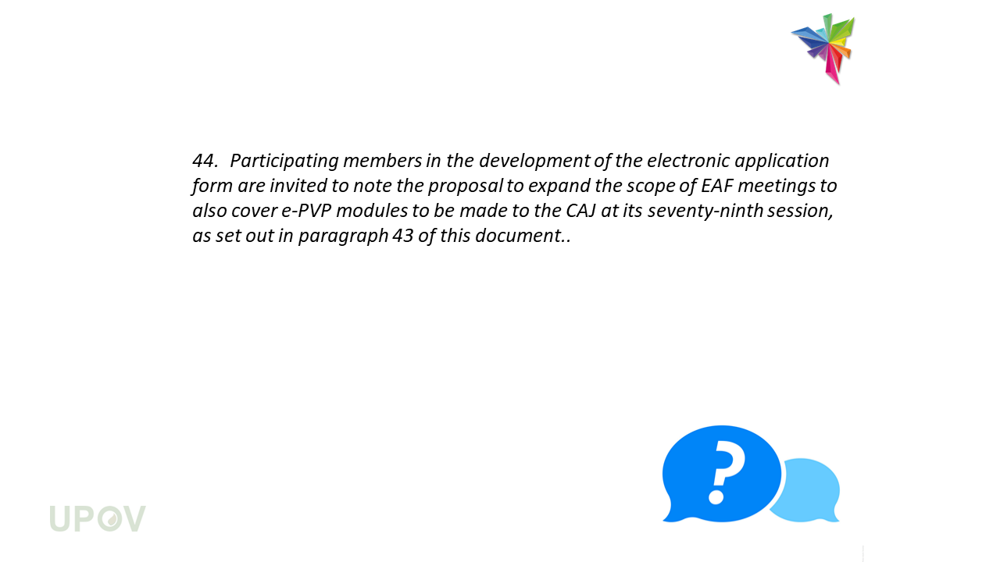 44. Participating members in the development of the electronic application
form are invited to note the proposal to expand the scope of EAF meetings to
also cover e-PVP modules to be made to the CAJ at its seventy-ninth session,
as set out in paragraph 43 of this document..
?
UPOV